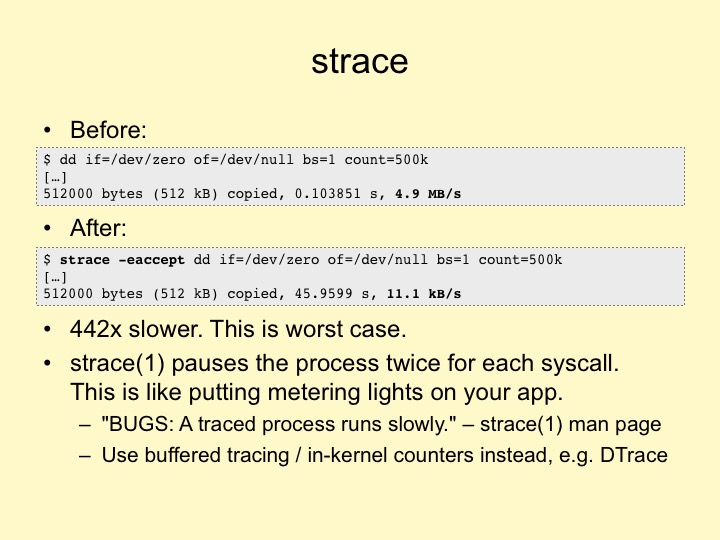 strace
• Before:
$ dd if=/dev/zero of=/dev/null bs=1 count=500k
[…]
512000 bytes (512 kB) copied, 0.103851 s, 4.9 MB/s
• After:
$ strace -eaccept dd if=/dev/zero of=/dev/null bs=1 count=500k
[…]
512000 bytes (512 kB) copied, 45.9599 s, 11.1 kB/s
• 442x slower. This is worst case.
• strace(1) pauses the process twice for each syscall.
This is like putting metering lights on your app.
– "BUGS: A traced process runs slowly." – strace(1) man page
– Use buffered tracing / in-kernel counters instead, e.g. DTrace